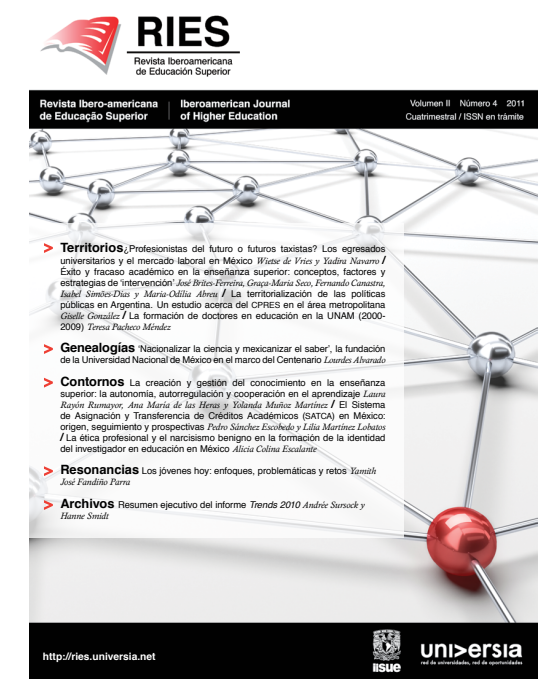 RIES
Revista Iberoamericana
de Educación Superior
Revista Ibero-americana
de Educação Superior
Iberoamerican Journal
of Higher Education
Volumen II Número 4 2011
Cuatrimestral / ISSN en trámite
> Territorios¿Profesionistas del futuro o futuros taxistas? Los egresados
universitarios y el mercado laboral en México Wietse de Vries y Yadira Navarro /
Éxito y fracaso académico en la enseñanza superior: conceptos, factores y
estrategias de 'intervención' José Brites-Ferreira, Graça-Maria Seco, Fernando Canastra,
Isabel Simões-Dias y Maria-Odília Abreu / La territorialización de las políticas
públicas en Argentina. Un estudio acerca del CPRES en el área metropolitana
Giselle González / La formación de doctores en educación en la UNAM (2000-
2009) Teresa Pacheco Méndez
> Genealogías 'Nacionalizar la ciencia y mexicanizar el saber', la fundación
de la Universidad Nacional de México en el marco del Centenario Lourdes Alvarado
> Contornos La creación y gestión del conocimiento en la enseñanza
superior: la autonomía, autorregulación y cooperación en el aprendizaje Laura
Rayón Rumayor, Ana María de las Heras y Yolanda Muñoz Martínez / El Sistema
de Asignación y Transferencia de Créditos Académicos (SATCA) en México:
origen, seguimiento y prospectivas Pedro Sánchez Escobedo y Lilia Martínez Lobatos
/ La ética profesional y el narcisismo benigno en la formación de la identidad
del investigador en educación en México Alicia Colina Escalante
> Resonancias Los jóvenes hoy: enfoques, problemáticas y retos Yamith
José Fandiño Parra
> Archivos Resumen ejecutivo del informe Trends 2010 Andrée Sursock y
Hanne Smidt
http://ries.universia.net
iisue
uni>ersia
red de universidades, red de oportunidades